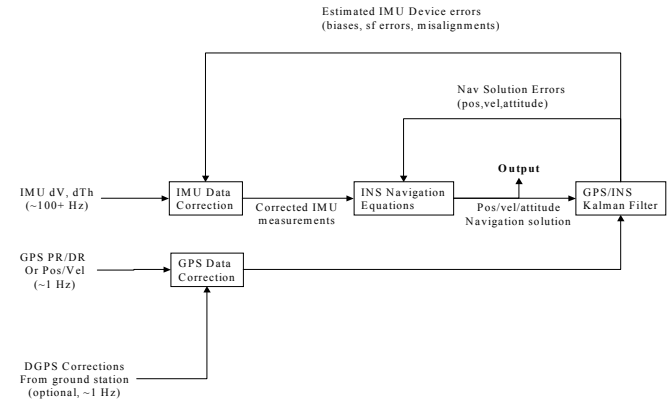 Estimated IMU Device errors
(biases, sf errors, misalignments)
Nav Solution Errors
(pos,vel,attitude)
Output
IMU dV, dTh
(~100+ Hz)
IMU Data
Correction
Corrected IMU
measurements
INS Navigation
Equations
Pos/vel/attitude
Navigation solution
GPS/INS
Kalman Filter
GPS PR/DR
Or Pos/Vel
(~1 Hz)
GPS Data
Correction
DGPS Corrections
From ground station
(optional, ~1 Hz)